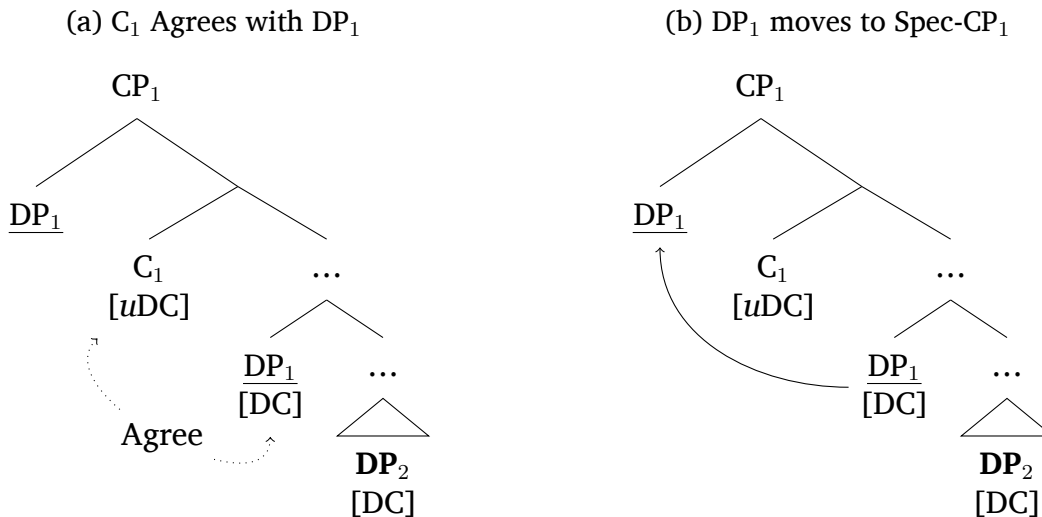 (a) C₁ Agrees with DP₁
CP₁
DP₁
C₁
[uDC]
...
DP₁
[DC]
...
Agree
DP₂
[DC]
(b) DP₁ moves to Spec-CP₁
CP₁
DP₁
C₁
[uDC]
...
DP₁
[DC]
...
DP₂
[DC]